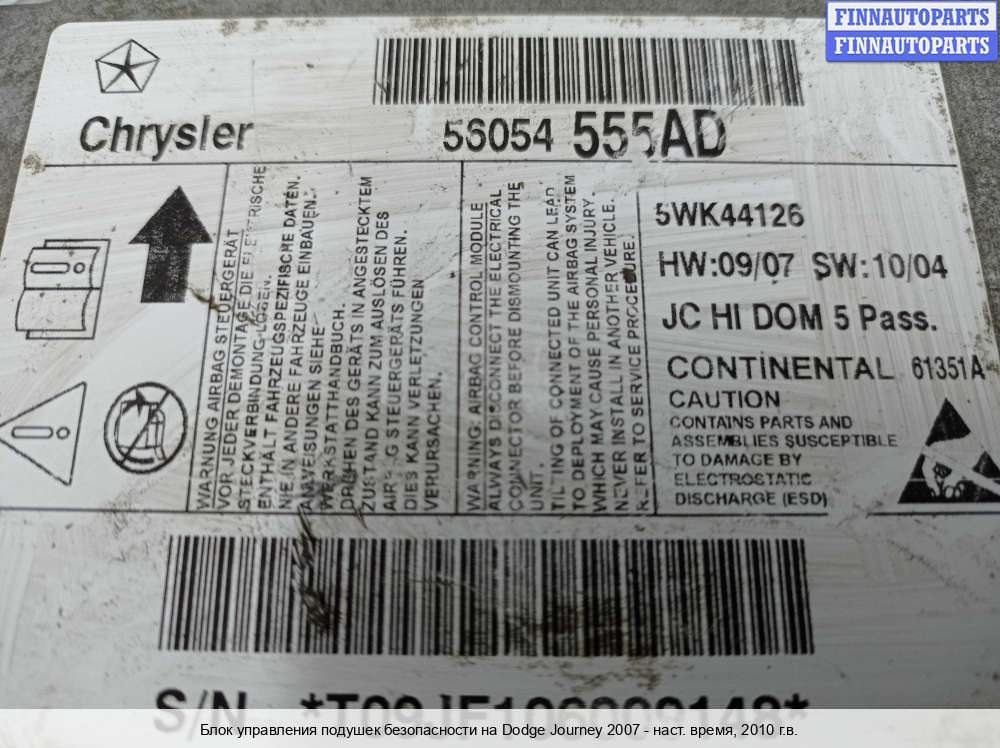 FINNAUTOPARTS
FINNAUTOPARTS
Chrysler
56054 555AD
WARNUNG AIRBAG STEUERGERÄT
VOR JEDER DEMONTAGE DIE ELEKTRISCHE
STECKVERBINDUNG LÖSEN.
ENTHÄLT FAHRZEUGSPEZIFISCHE DATEN.
NIE IN ANDERE FAHRZEUGE EINBAUEN.
ANWEISUNGEN SIEHE
WERKSTATTHANDBUCH.
DRÜCKEN DES GERÄTS IN ANGESTECKTEM
ZUSTAND KANN ZUM AUSLÖSEN DES
AIRBAG STEUERGERÄTS FÜHREN.
DIES KANN VERLETZUNGEN
VERURSACHEN.
WARNING: AIRBAG CONTROL MODULE
ALWAYS DISCONNECT THE ELECTRICAL
CONNECTOR BEFORE DISMOUNTING THE
UNIT.
TILTING OF CONNECTED UNIT CAN LEAD
TO DEPLOYMENT OF THE AIRBAG SYSTEM
WHICH MAY CAUSE PERSONAL INJURY.
NEVER INSTALL IN ANOTHER VEHICLE.
REFER TO SERVICE PROCEDURE.
5WK44126
HW:09/07 SW:10/04
JC HI DOM 5 Pass.
CONTINENTAL 61351A
CAUTION
CONTAINS PARTS AND
ASSEMBLIES SUSCEPTIBLE
TO DAMAGE BY
ELECTROSTATIC
DISCHARGE (ESD)
S/N
Блок управления подушек безопасности на Dodge Journey 2007 - наст. время, 2010 г.в.